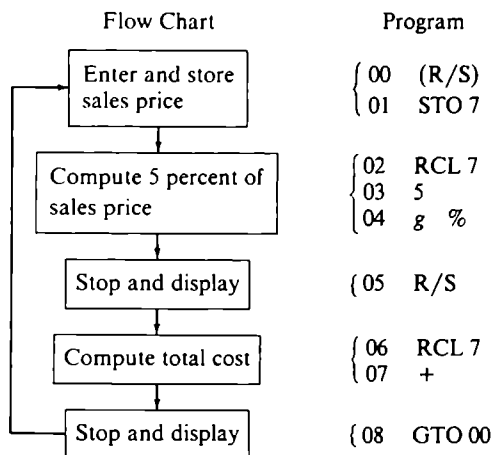 Flow Chart
Program
Enter and store
sales price
00 (R/S)
01 STO 7
Compute 5 percent of
sales price
02 RCL 7
03 5
04 g %
Stop and display
05 R/S
Compute total cost
06 RCL 7
07 +
Stop and display
08 GTO 00